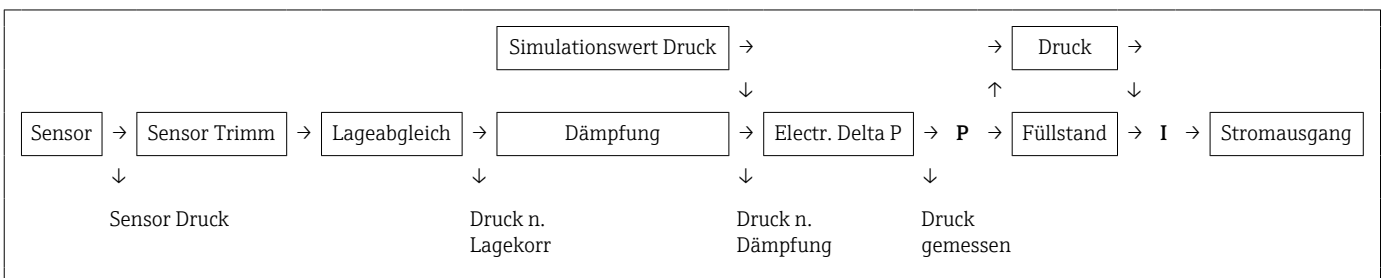 Simulationswert Druck → → Druck →
↓ ↑ ↓
Sensor → Sensor Trimm → Lageabgleich → Dämpfung → Electr. Delta P → P → Füllstand → I → Stromausgang
↓ ↓ ↓ ↓
Sensor Druck Druck n. Druck n. Druck
Lagekorr Dämpfung gemessen